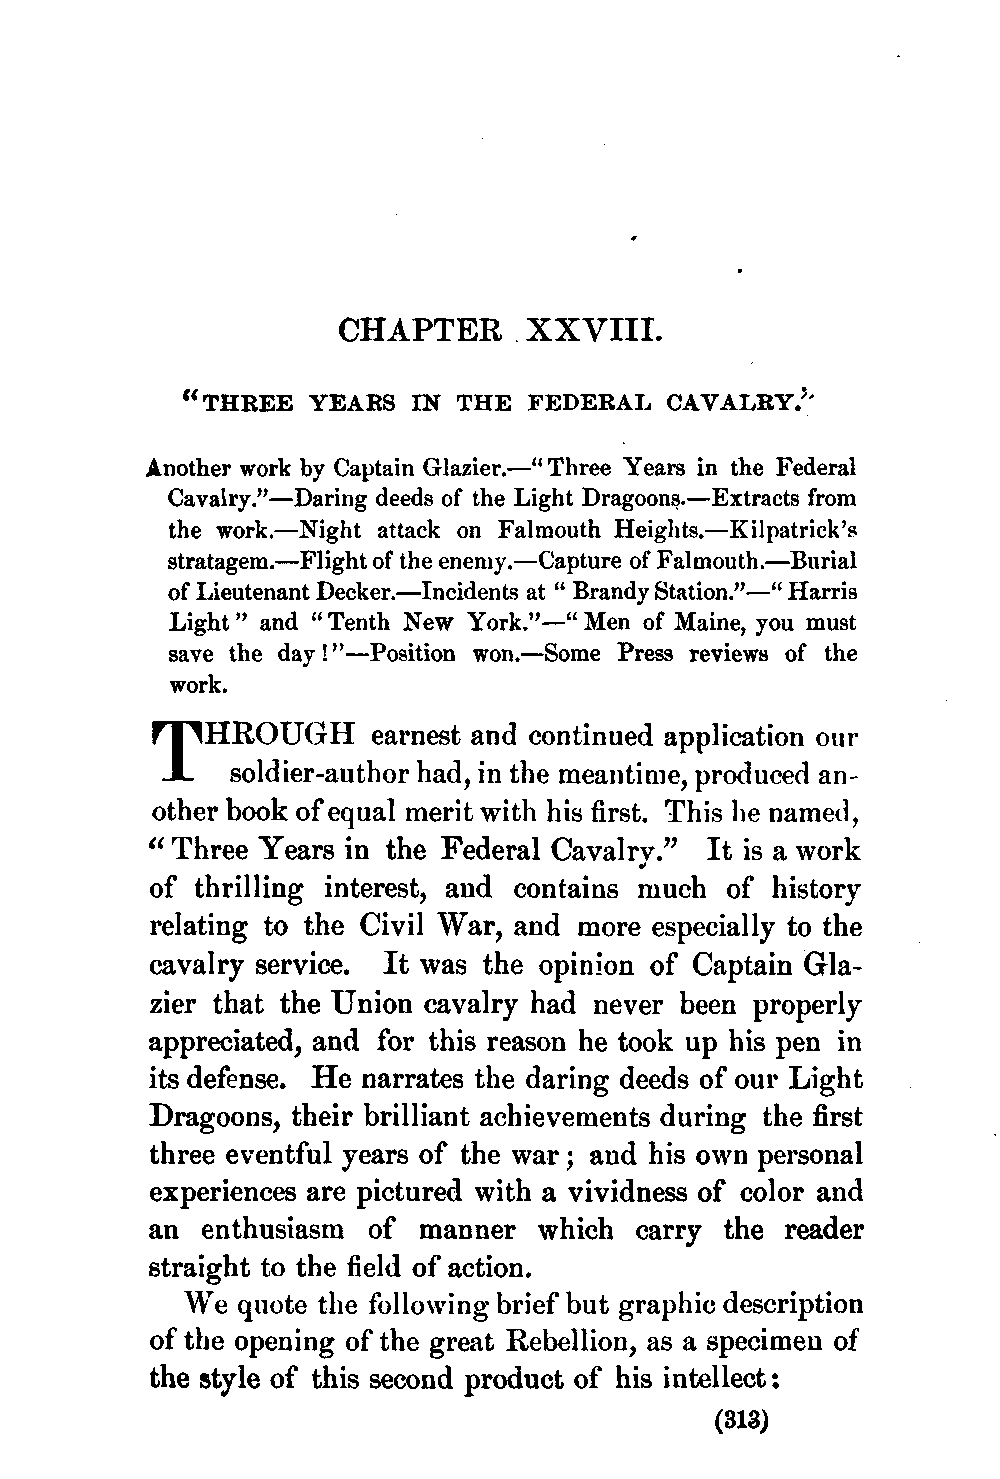 CHAPTER XXVIII.
“THREE YEARS IN THE FEDERAL CAVALRY.”
Another work by Captain Glazier.—“Three Years in the Federal
Cavalry.”—Daring deeds of the Light Dragoons.—Extracts from
the work.—Night attack on Falmouth Heights.—Kilpatrick’s
stratagem.—Flight of the enemy.—Capture of Falmouth.—Burial
of Lieutenant Decker.—Incidents at “Brandy Station.”—“Harris
Light” and “Tenth New York.”—“Men of Maine, you must
save the day!”—Position won.—Some Press reviews of the
work.
THROUGH earnest and continued application our
soldier-author had, in the meantime, produced an-
other book of equal merit with his first. This he named,
“Three Years in the Federal Cavalry.” It is a work
of thrilling interest, and contains much of history
relating to the Civil War, and more especially to the
cavalry service. It was the opinion of Captain Gla-
zier that the Union cavalry had never been properly
appreciated, and for this reason he took up his pen in
its defense. He narrates the daring deeds of our Light
Dragoons, their brilliant achievements during the first
three eventful years of the war; and his own personal
experiences are pictured with a vividness of color and
an enthusiasm of manner which carry the reader
straight to the field of action.
We quote the following brief but graphic description
of the opening of the great Rebellion, as a specimen of
the style of this second product of his intellect:
(313)